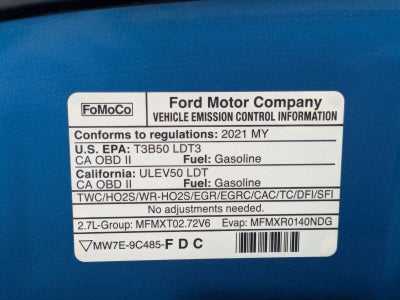 FoMoCo
Ford Motor Company
VEHICLE EMISSION CONTROL INFORMATION
Conforms to regulations: 2021 MY
U.S. EPA: T3B50 LDT3
CA OBD II Fuel: Gasoline
California: ULEV50 LDT
CA OBD II Fuel: Gasoline
TWC/HO2S/WR-HO2S/EGR/EGRC/CAC/TC/DFI/SFI
No adjustments needed.
2.7L-Group: MFMXT02.72V6 Evap: MFMXR0140NDG
▽MW7E-9C485-F D C